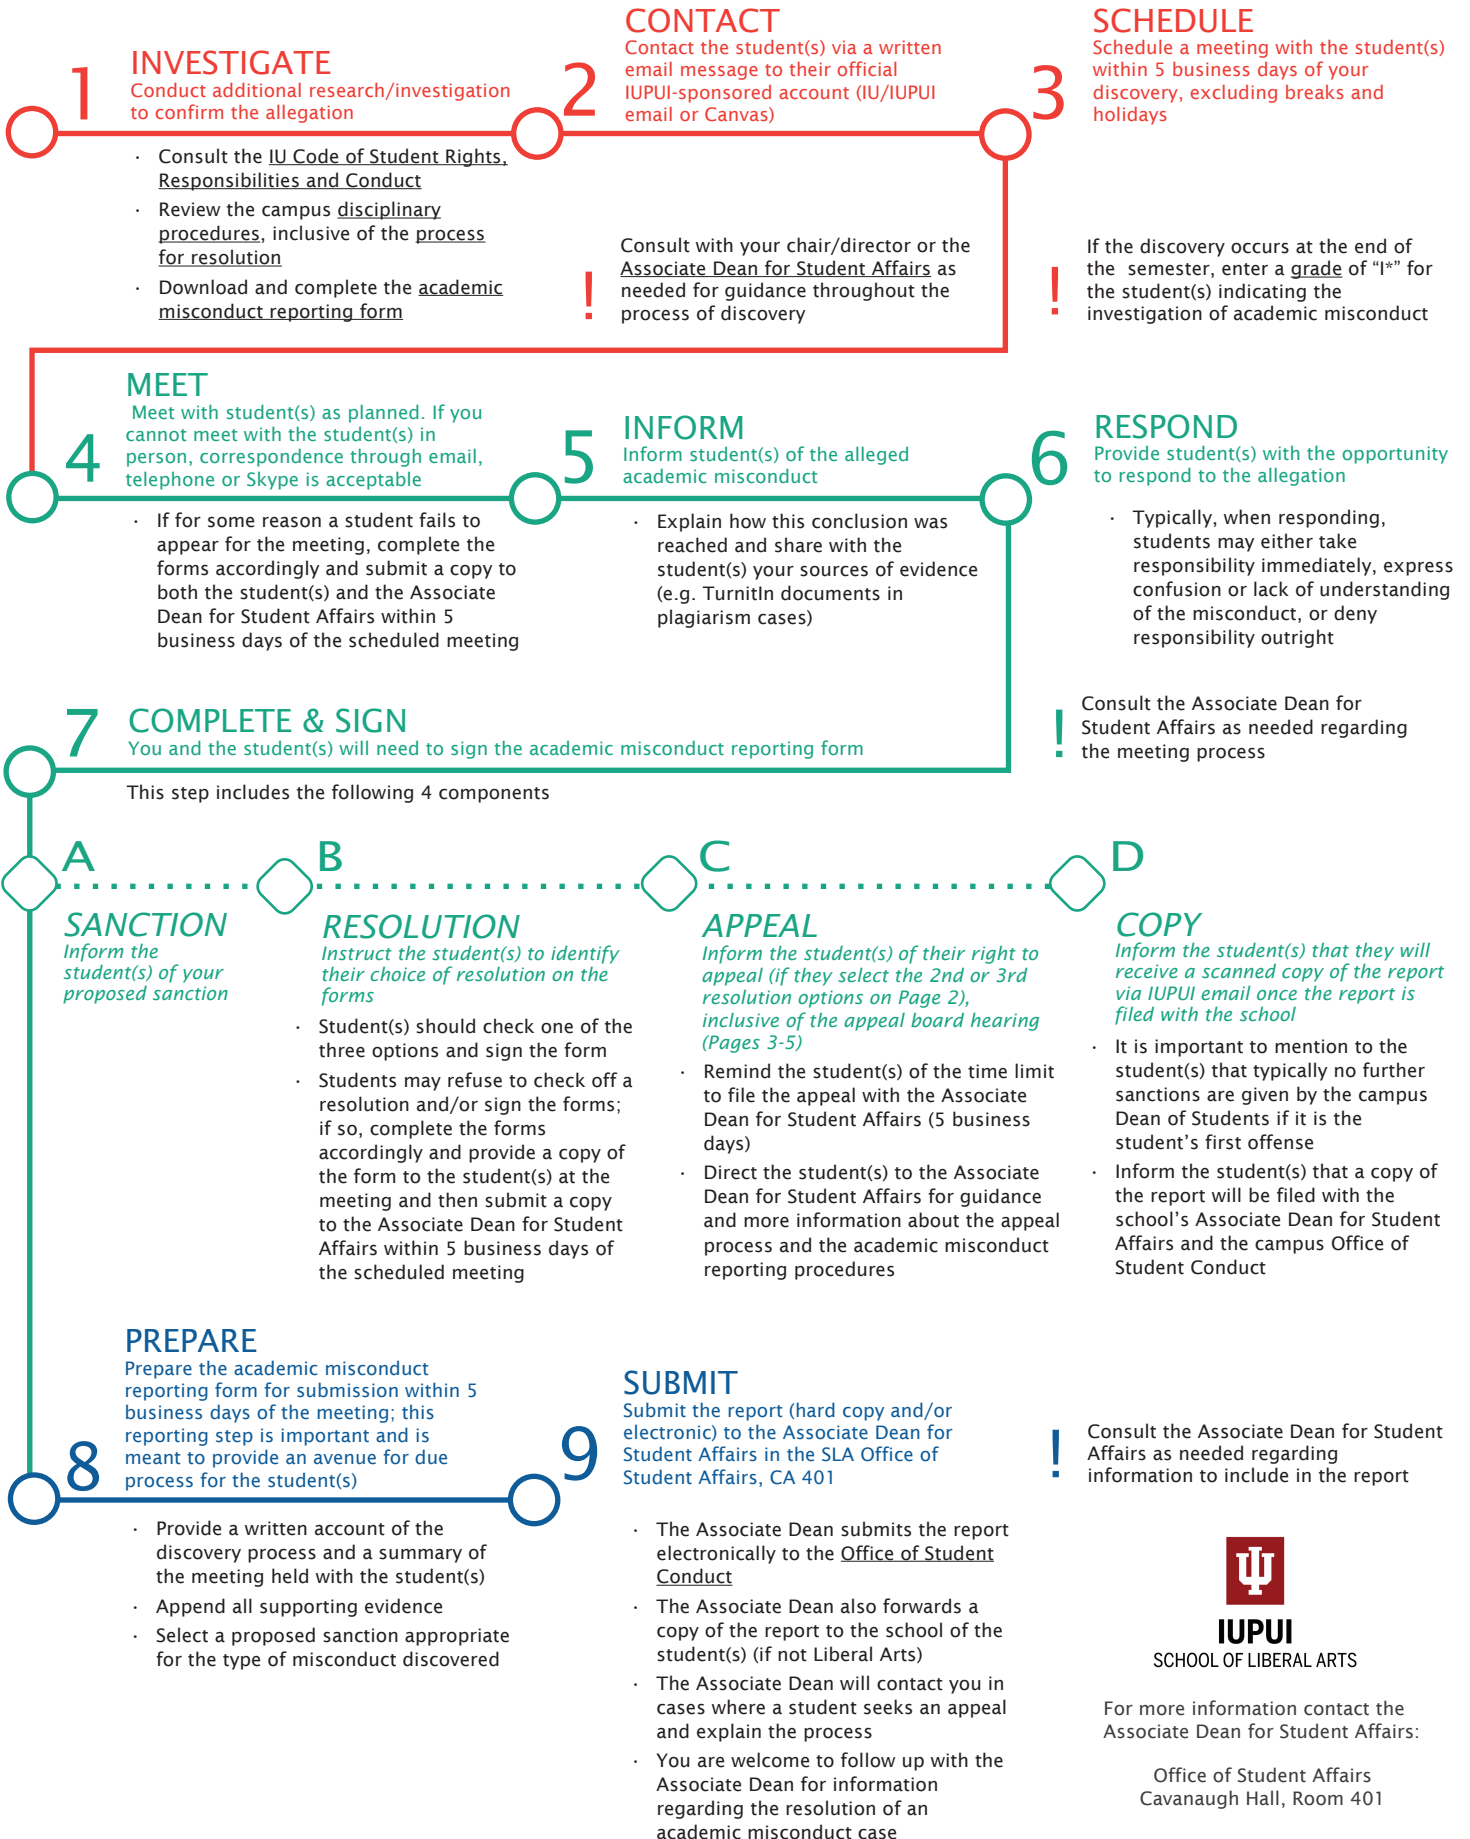 1
INVESTIGATE
Conduct additional research/investigation
to confirm the allegation
· Consult the IU Code of Student Rights,
Responsibilities and Conduct
· Review the campus disciplinary
procedures, inclusive of the process
for resolution
· Download and complete the academic
misconduct reporting form
2
CONTACT
Contact the student(s) via a written
email message to their official
IUPUI-sponsored account (IU/IUPUI
email or Canvas)
!
Consult with your chair/director or the
Associate Dean for Student Affairs as
needed for guidance throughout the
process of discovery
3
SCHEDULE
Schedule a meeting with the student(s)
within 5 business days of your
discovery, excluding breaks and
holidays
!
If the discovery occurs at the end of
the semester, enter a grade of “I*” for
the student(s) indicating the
investigation of academic misconduct
4
MEET
Meet with student(s) as planned. If you
cannot meet with the student(s) in
person, correspondence through email,
telephone or Skype is acceptable
· If for some reason a student fails to
appear for the meeting, complete the
forms accordingly and submit a copy to
both the student(s) and the Associate
Dean for Student Affairs within 5
business days of the scheduled meeting
5
INFORM
Inform student(s) of the alleged
academic misconduct
· Explain how this conclusion was
reached and share with the
student(s) your sources of evidence
(e.g. TurnitIn documents in
plagiarism cases)
6
RESPOND
Provide student(s) with the opportunity
to respond to the allegation
· Typically, when responding,
students may either take
responsibility immediately, express
confusion or lack of understanding
of the misconduct, or deny
responsibility outright
!
Consult the Associate Dean for
Student Affairs as needed regarding
the meeting process
7
COMPLETE & SIGN
You and the student(s) will need to sign the academic misconduct reporting form
This step includes the following 4 components
A
SANCTION
Inform the
student(s) of your
proposed sanction
B
RESOLUTION
Instruct the student(s) to identify
their choice of resolution on the
forms
· Student(s) should check one of the
three options and sign the form
· Students may refuse to check off a
resolution and/or sign the forms;
if so, complete the forms
accordingly and provide a copy of
the form to the student(s) at the
meeting and then submit a copy
to the Associate Dean for Student
Affairs within 5 business days of
the scheduled meeting
C
APPEAL
Inform the student(s) of their right to
appeal (if they select the 2nd or 3rd
resolution options on Page 2),
inclusive of the appeal board hearing
(Pages 3-5)
· Remind the student(s) of the time limit
to file the appeal with the Associate
Dean for Student Affairs (5 business
days)
· Direct the student(s) to the Associate
Dean for Student Affairs for guidance
and more information about the appeal
process and the academic misconduct
reporting procedures
D
COPY
Inform the student(s) that they will
receive a scanned copy of the report
via IUPUI email once the report is
filed with the school
· It is important to mention to the
student(s) that typically no further
sanctions are given by the campus
Dean of Students if it is the
student’s first offense
· Inform the student(s) that a copy of
the report will be filed with the
school’s Associate Dean for Student
Affairs and the campus Office of
Student Conduct
8
PREPARE
Prepare the academic misconduct
reporting form for submission within 5
business days of the meeting; this
reporting step is important and is
meant to provide an avenue for due
process for the student(s)
· Provide a written account of the
discovery process and a summary of
the meeting held with the student(s)
· Append all supporting evidence
· Select a proposed sanction appropriate
for the type of misconduct discovered
9
SUBMIT
Submit the report (hard copy and/or
electronic) to the Associate Dean for
Student Affairs in the SLA Office of
Student Affairs, CA 401
· The Associate Dean submits the report
electronically to the Office of Student
Conduct
· The Associate Dean also forwards a
copy of the report to the school of the
student(s) (if not Liberal Arts)
· The Associate Dean will contact you in
cases where a student seeks an appeal
and explain the process
· You are welcome to follow up with the
Associate Dean for information
regarding the resolution of an
academic misconduct case
!
Consult the Associate Dean for Student
Affairs as needed regarding
information to include in the report
IUPUI
SCHOOL OF LIBERAL ARTS
For more information contact the
Associate Dean for Student Affairs:
Office of Student Affairs
Cavanaugh Hall, Room 401